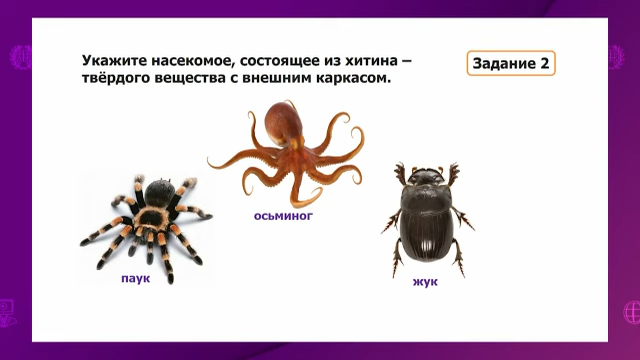 Укажите насекомое, состоящее из хитина –
твёрдого вещества с внешним каркасом.
Задание 2
осьминог
паук
жук